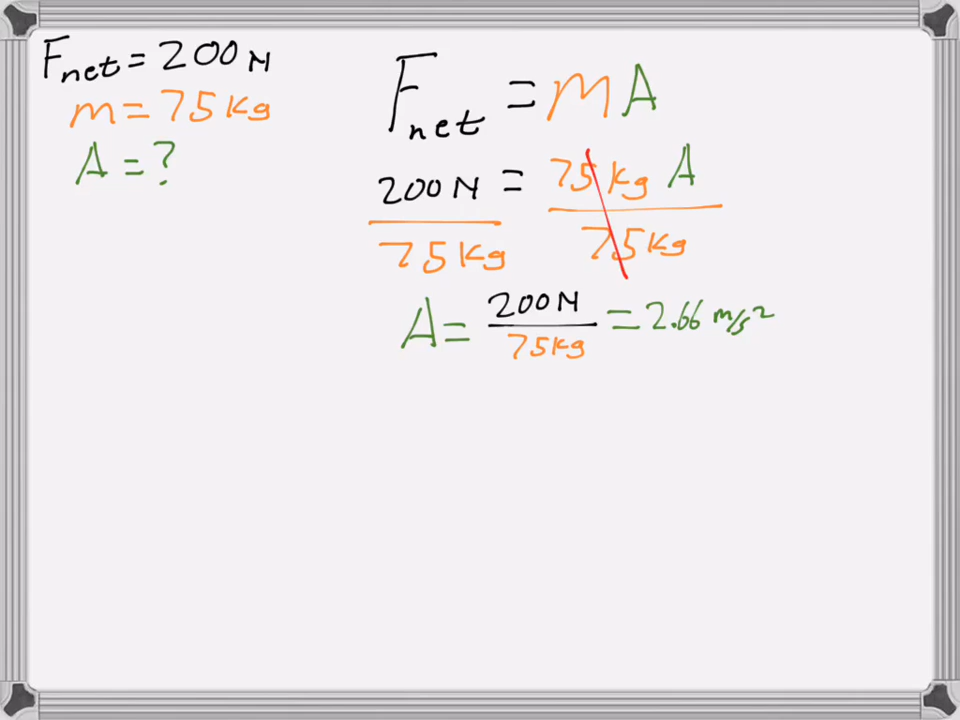 Fnet = 200 N
m = 75 kg
A = ?
Fnet = mA
200 N = 75 kg A
75 kg 75 kg
A = 200 N / 75 kg = 2.66 m/s²